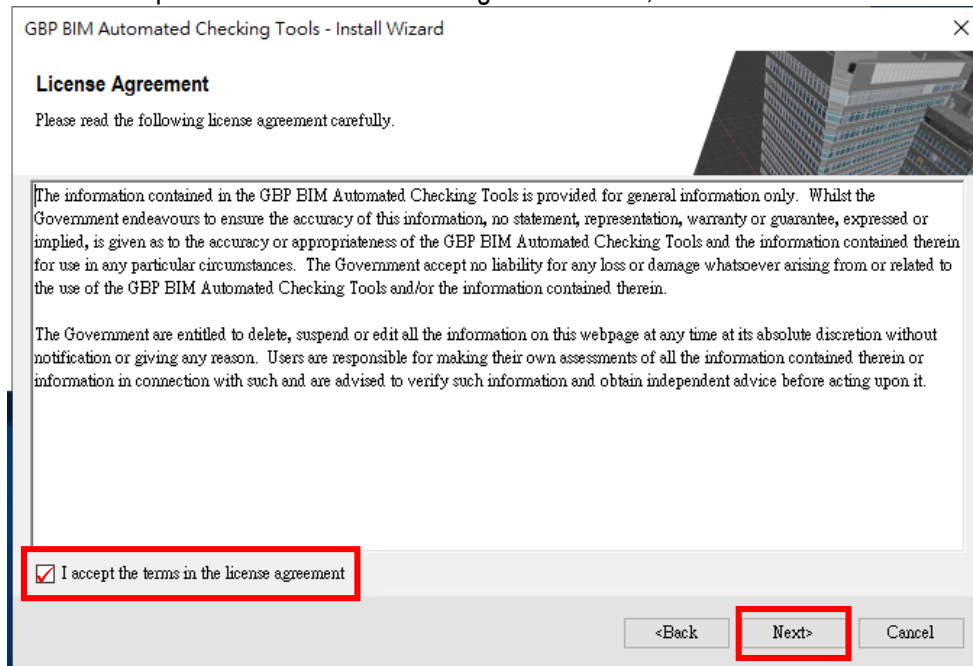 GBP BIM Automated Checking Tools - Install Wizard
License Agreement
Please read the following license agreement carefully.
The information contained in the GBP BIM Automated Checking Tools is provided for general information only. Whilst the
Government endeavours to ensure the accuracy of this information, no statement, representation, warranty or guarantee, expressed or
implied, is given as to the accuracy or appropriateness of the GBP BIM Automated Checking Tools and the information contained therein
for use in any particular circumstances. The Government accept no liability for any loss or damage whatsoever arising from or related to
the use of the GBP BIM Automated Checking Tools and/or the information contained therein.
The Government are entitled to delete, suspend or edit all the information on this webpage at any time at its absolute discretion without
notification or giving any reason. Users are responsible for making their own assessments of all the information contained therein or
information in connection with such and are advised to verify such information and obtain independent advice before acting upon it.
I accept the terms in the license agreement
<Back Next> Cancel